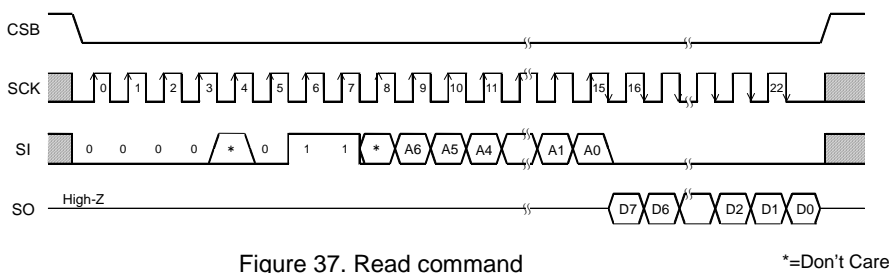 CSB
SCK 0 1 2 3 4 5 6 7 8 9 10 11 15 16 22
SI 0 0 0 0 * 0 1 1 * A6 A5 A4 A1 A0
SO High-Z D7 D6 D2 D1 D0
Figure 37. Read command
*=Don't Care